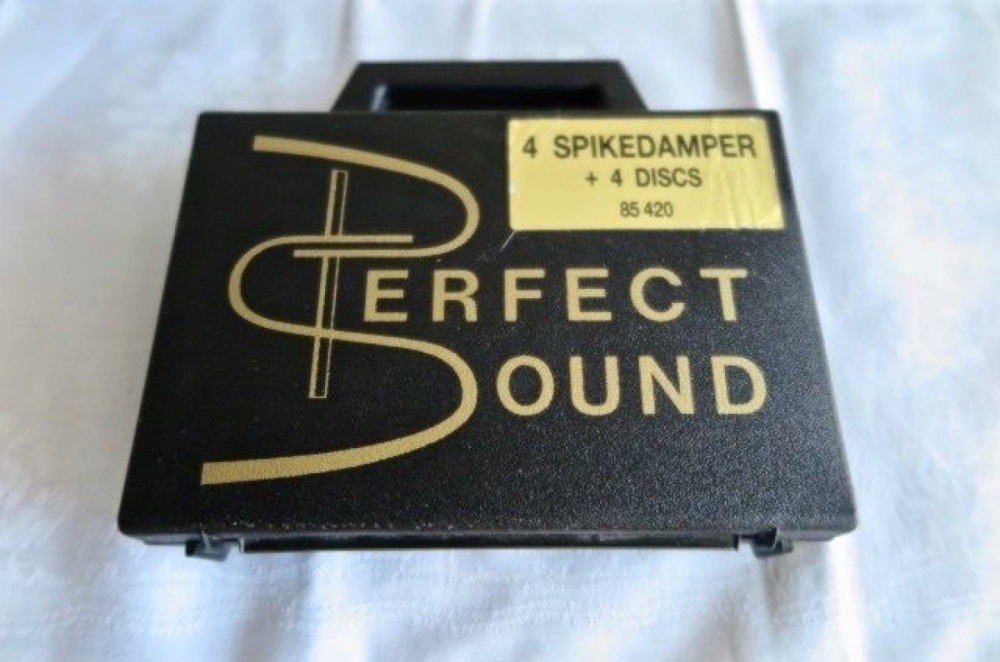 4 SPIKEDAMPER
+ 4 DISCS
85 420
PERFECT
SOUND